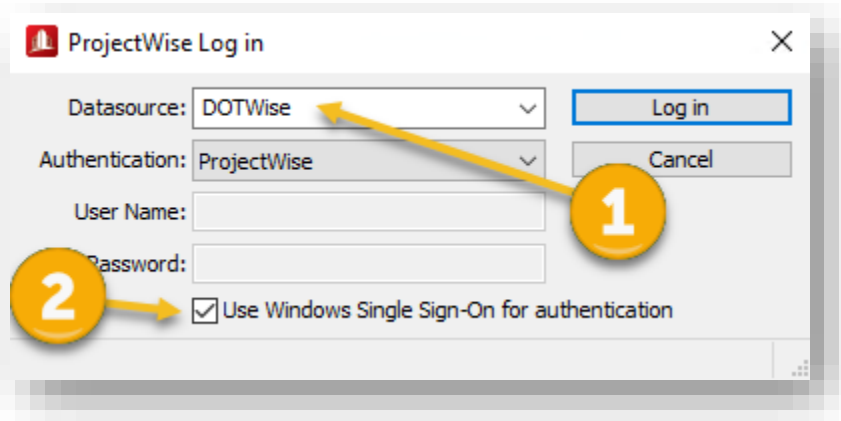 ProjectWise Log in
Datasource: DOTWise Log in
Authentication: ProjectWise Cancel
User Name:
1
Password:
2
Use Windows Single Sign-On for authentication